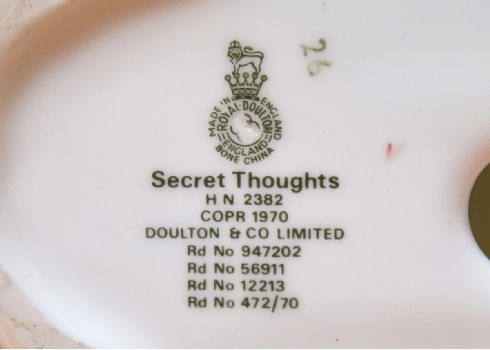 26
MADE IN ENGLAND
ROYAL DOULTON
ENGLAND
BONE CHINA
Secret Thoughts
H N 2382
COPR 1970
DOULTON & CO LIMITED
Rd No 947202
Rd No 56911
Rd No 12213
Rd No 472/70